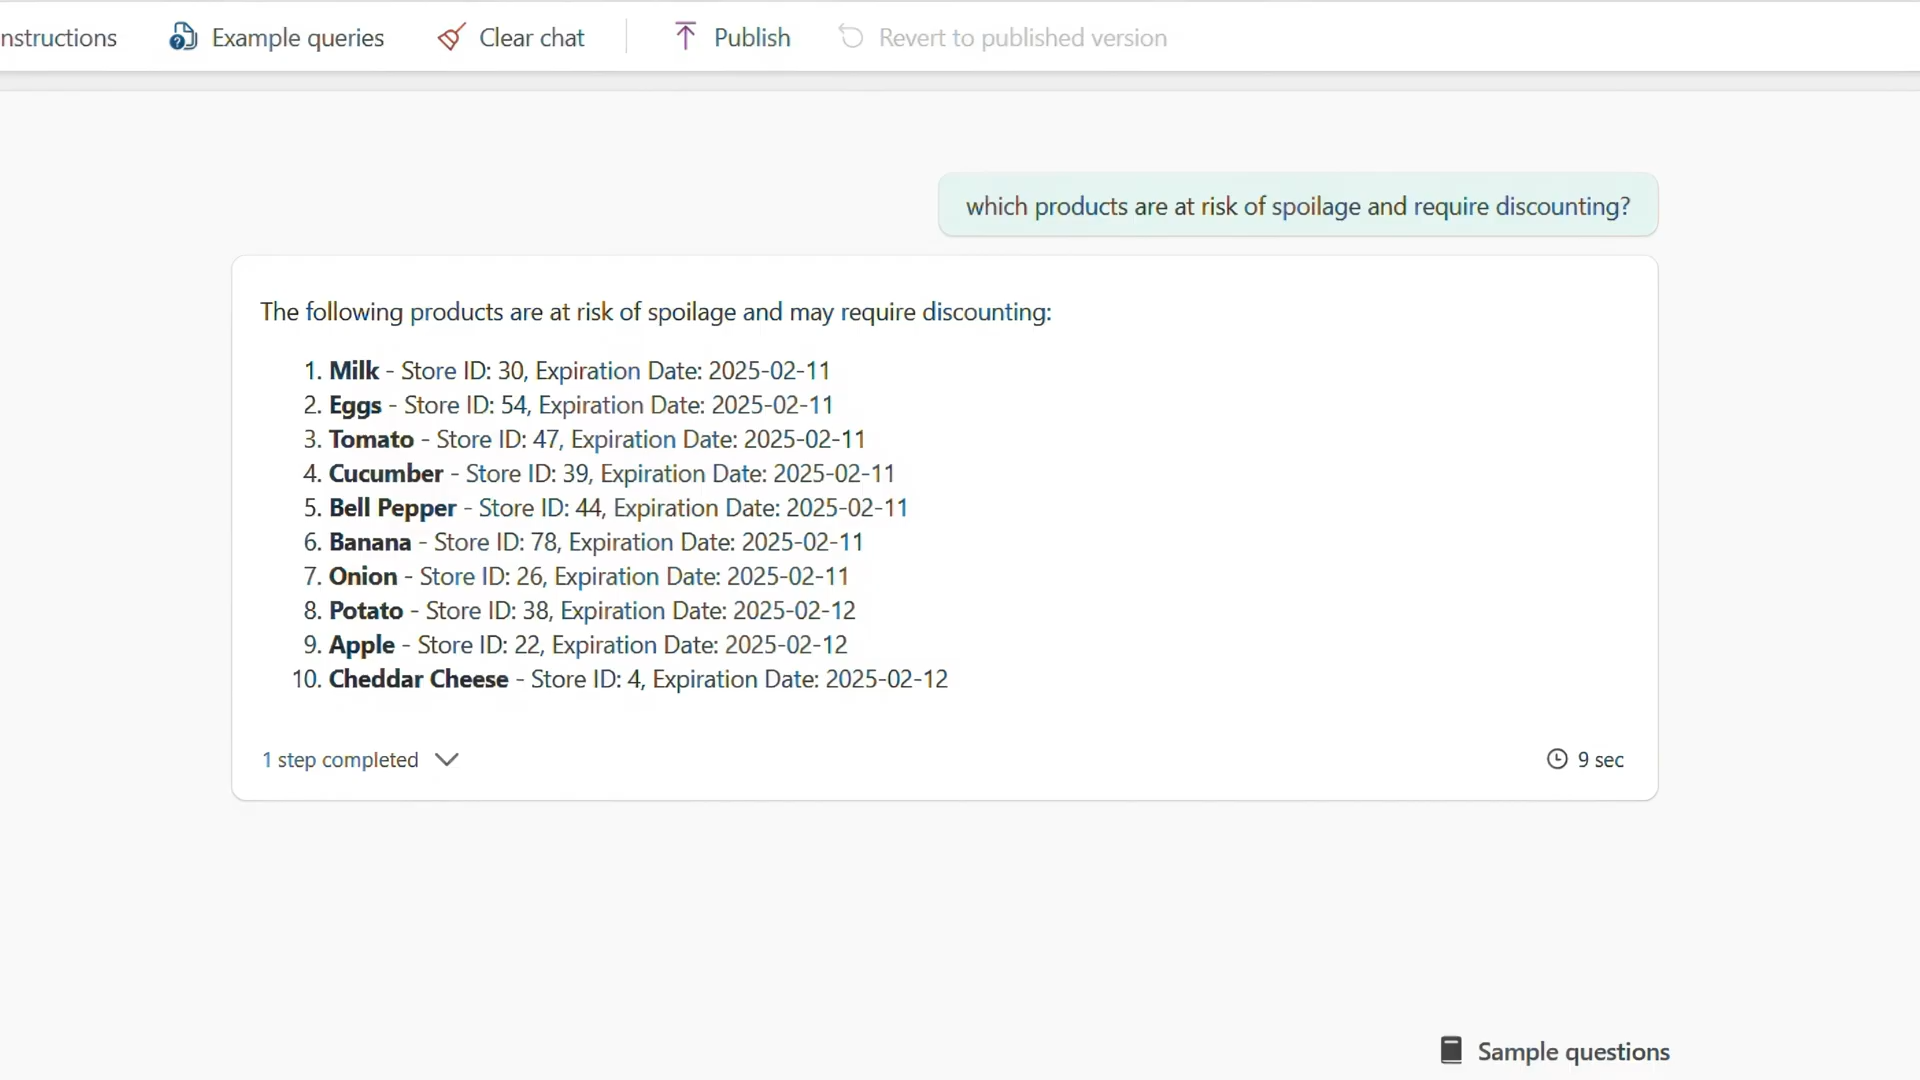 nstructions Example queries Clear chat Publish Revert to published version
which products are at risk of spoilage and require discounting?
The following products are at risk of spoilage and may require discounting:
1. Milk - Store ID: 30, Expiration Date: 2025-02-11
2. Eggs - Store ID: 54, Expiration Date: 2025-02-11
3. Tomato - Store ID: 47, Expiration Date: 2025-02-11
4. Cucumber - Store ID: 39, Expiration Date: 2025-02-11
5. Bell Pepper - Store ID: 44, Expiration Date: 2025-02-11
6. Banana - Store ID: 78, Expiration Date: 2025-02-11
7. Onion - Store ID: 26, Expiration Date: 2025-02-11
8. Potato - Store ID: 38, Expiration Date: 2025-02-12
9. Apple - Store ID: 22, Expiration Date: 2025-02-12
10. Cheddar Cheese - Store ID: 4, Expiration Date: 2025-02-12
1 step completed 9 sec
Sample questions